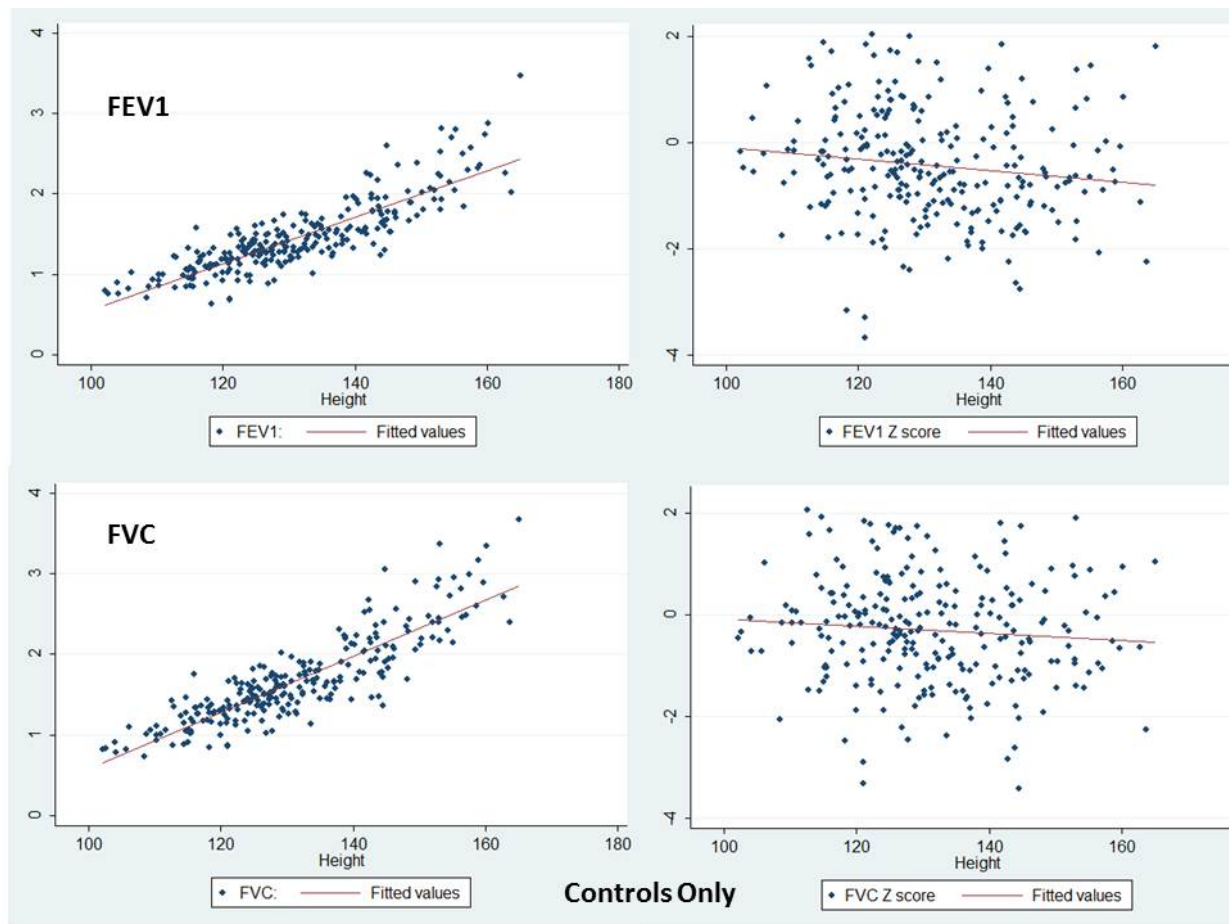 4
3
2
1
0
FEV1
100 120 140 160 180
Height
FEV1: Fitted values
2
0
-2
-4
100 120 140 160
Height
FEV1 Z score Fitted values
4
3
2
1
0
FVC
100 120 140 160 180
Height
FVC: Fitted values
2
0
-2
-4
100 120 140 160
Height
FVC Z score Fitted values
Controls Only